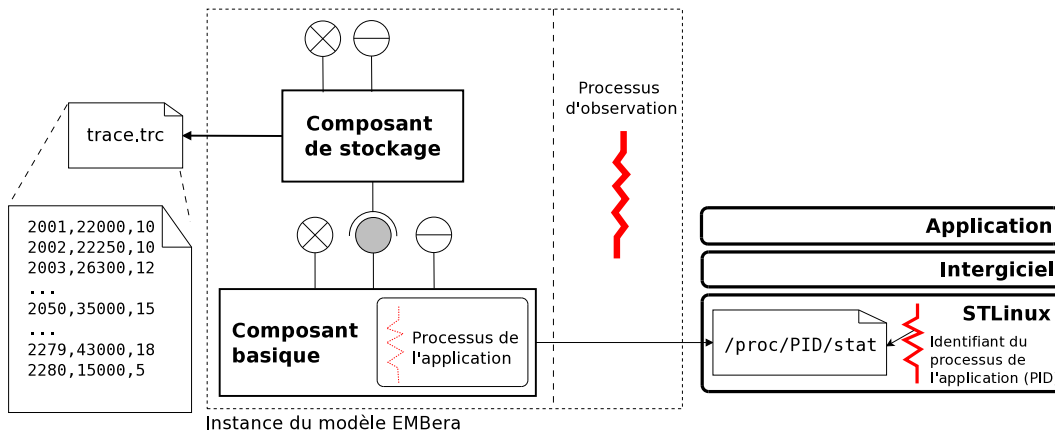 Processus
d'observation
Composant
de stockage
trace.trc
2001,22000,10
2002,22250,10
2003,26300,12
...
2050,35000,15
...
2279,43000,18
2280,15000,5
Composant
basique
Processus de
l'application
Application
Intergiciel
STLinux
/proc/PID/stat
Identifiant du
processus de
l'application (PID
Instance du modèle EMBera